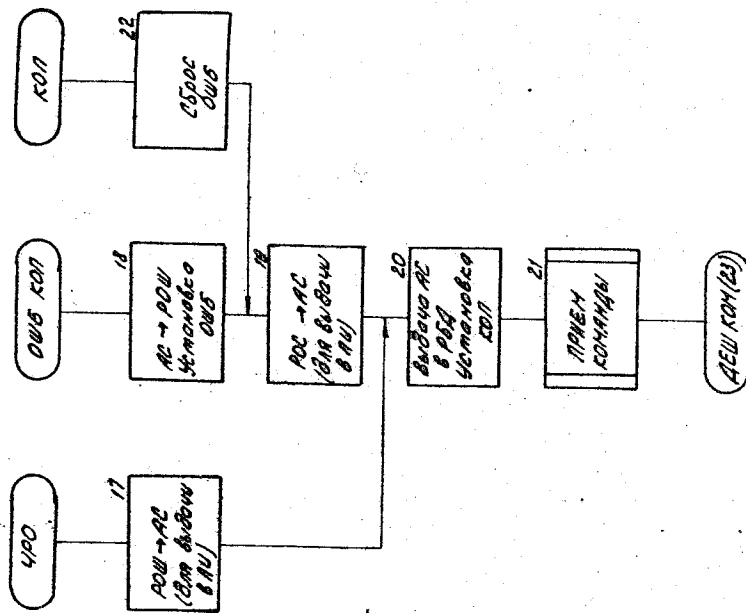 ЧРО
17
РОШ → АС
(для выдачи
в АЦ)
ОШБ КОП
18
АС → РОШ
Установка
ОШБ
19
РОС → АС
(для выдачи
в АЦ)
20
Выдача АС
в РБД
Установка
КОП
21
ПРИЕМ
КОМАНДЫ
ДЕШ КОМ(23)
КОП
22
Сброс
ОШБ